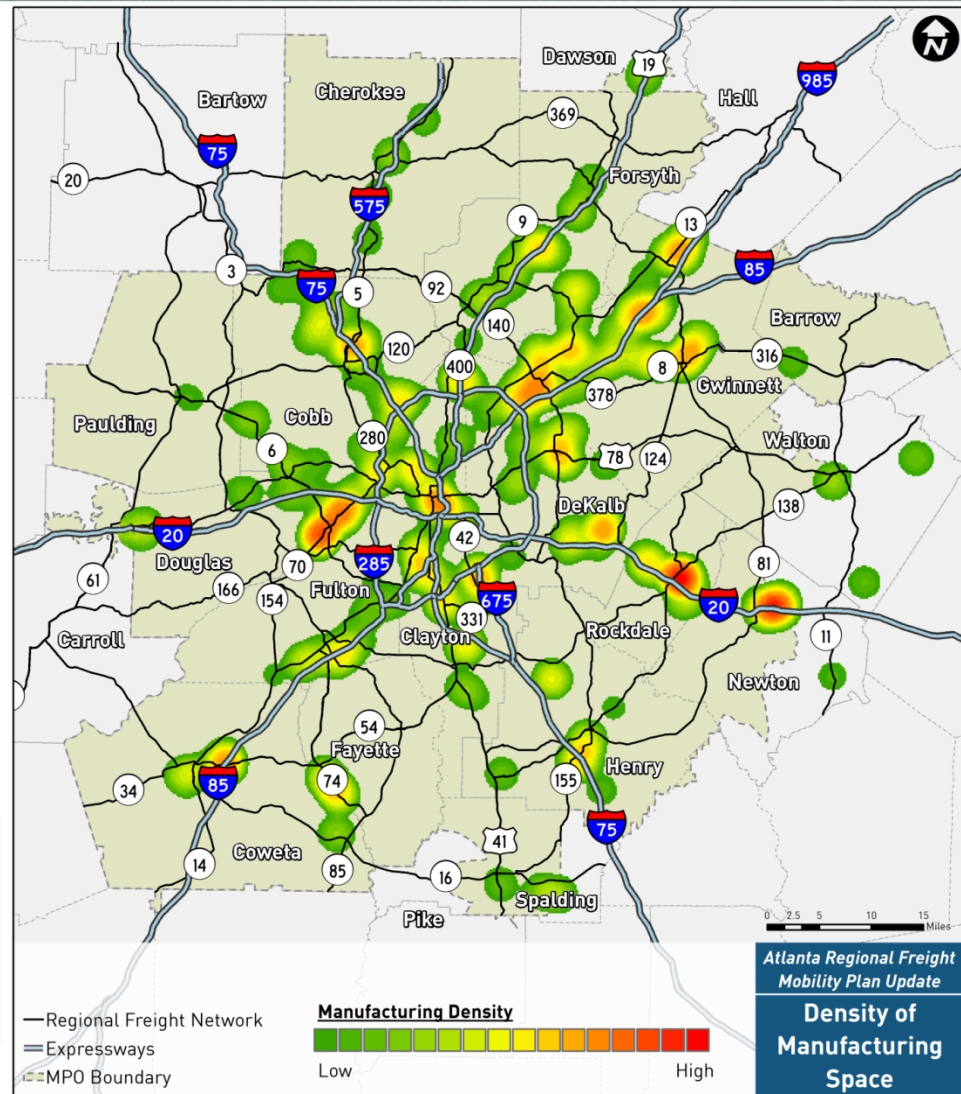 Dawson
19
N
Bartow
Cherokee
Hall
985
369
75
20
Forsyth
575
9
13
85
3
75
5
92
140
Barrow
120
400
8
316
Gwinnett
378
Paulding
Cobb
280
6
78
124
Walton
DeKalb
138
20
42
Douglas
70
285
81
61
166
154
Fulton
675
20
331
Clayton
Rockdale
11
Carroll
Newton
54
Fayette
Henry
34
85
74
155
75
41
14
Coweta
85
16
Spalding
Pike
0 2.5 5 10 15
Miles
Atlanta Regional Freight
Mobility Plan Update
Density of
Manufacturing
Space
Regional Freight Network
Expressways
MPO Boundary
Manufacturing Density
Low High